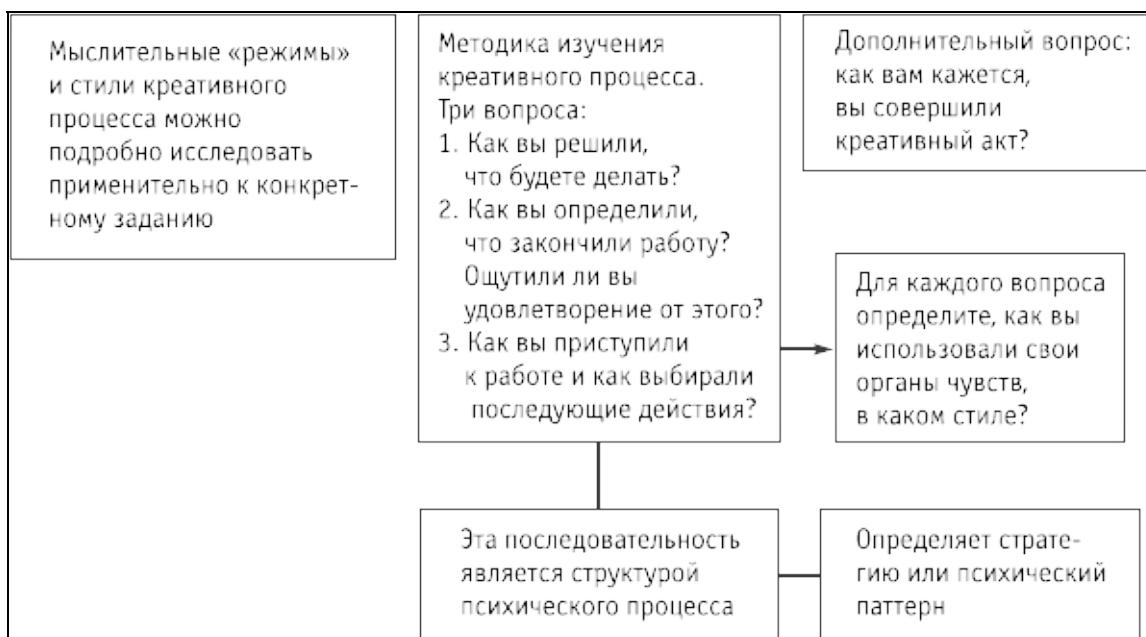 Мыслительные «режимы»
и стили креативного
процесса можно
подробно исследовать
применительно к конкрет-
ному заданию
Методика изучения
креативного процесса.
Три вопроса:
1. Как вы решили,
что будете делать?
2. Как вы определили,
что закончили работу?
Ощутили ли вы
удовлетворение от этого?
3. Как вы приступили
к работе и как выбирали
последующие действия?
Дополнительный вопрос:
как вам кажется,
вы совершили
креативный акт?
Для каждого вопроса
определите, как вы
использовали свои
органы чувств,
в каком стиле?
Эта последовательность
является структурой
психического процесса
Определяет страте-
гию или психический
паттерн